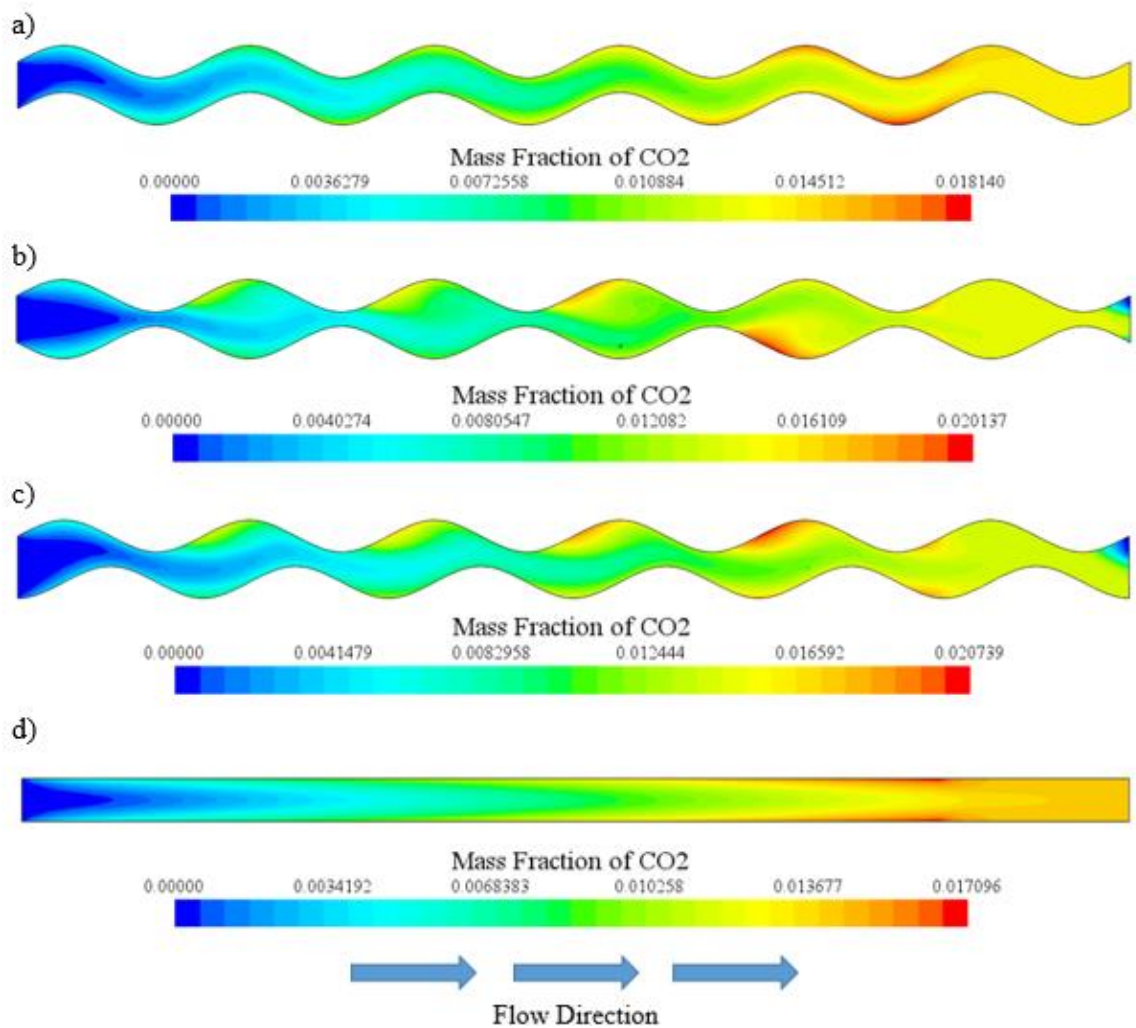 a)
Mass Fraction of CO2
0.00000 0.0036279 0.0072558 0.010884 0.014512 0.018140
b)
Mass Fraction of CO2
0.00000 0.0040274 0.0080547 0.012082 0.016109 0.020137
c)
Mass Fraction of CO2
0.00000 0.0041479 0.0082958 0.012444 0.016592 0.020739
d)
Mass Fraction of CO2
0.00000 0.0034192 0.0068383 0.010258 0.013677 0.017096
Flow Direction